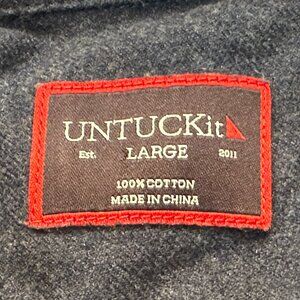 UNTUCKit
Est. LARGE 2011
100% COTTON
MADE IN CHINA